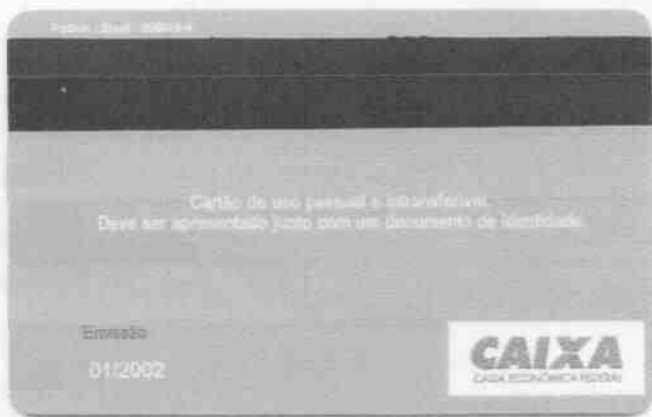 Cartão de uso pessoal e intransferível.
Deve ser apresentado junto com um documento de identidade.
Emissão
01/2002
CAIXA
CAIXA ECONÔMICA FEDERAL